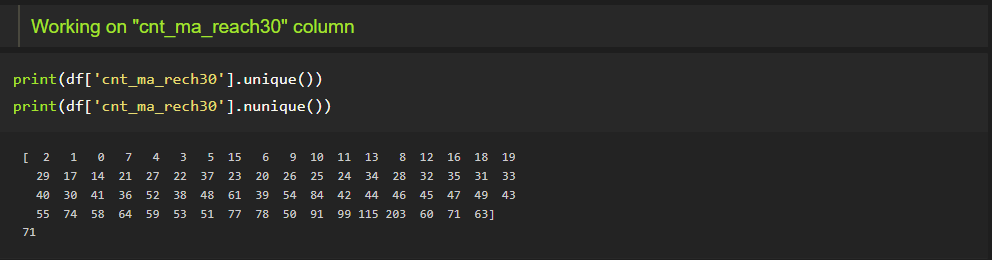 Working on "cnt_ma_reach30" column
print(df['cnt_ma_rech30'].unique())
print(df['cnt_ma_rech30'].nunique())
[  2   1   0   7   4   3   5  15   6   9  10  11  13   8  12  16  18  19
  29  17  14  21  27  22  37  23  20  26  25  24  34  28  32  35  31  33
  40  30  41  36  52  38  48  61  39  54  84  42  44  46  45  47  49  43
  55  74  58  64  59  53  51  77  78  50  91  99 115 203  60  71  63]
71